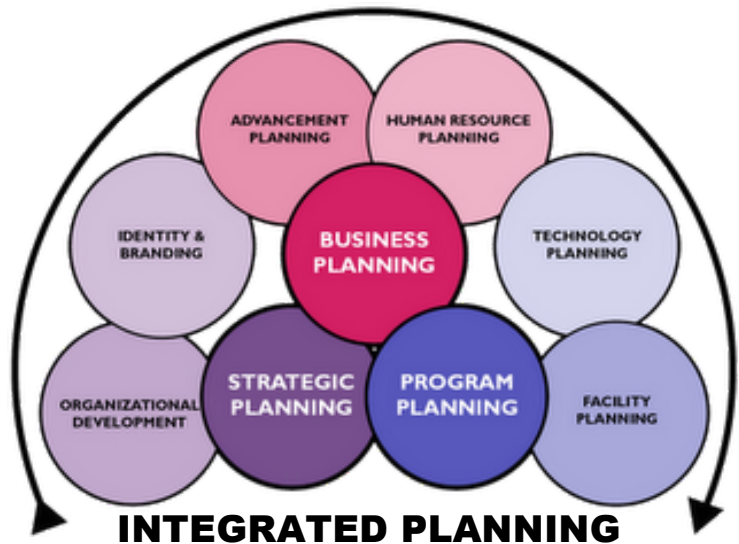 ADVANCEMENT
PLANNING
HUMAN RESOURCE
PLANNING
IDENTITY &
BRANDING
BUSINESS
PLANNING
TECHNOLOGY
PLANNING
ORGANIZATIONAL
DEVELOPMENT
STRATEGIC
PLANNING
PROGRAM
PLANNING
FACILITY
PLANNING
INTEGRATED PLANNING